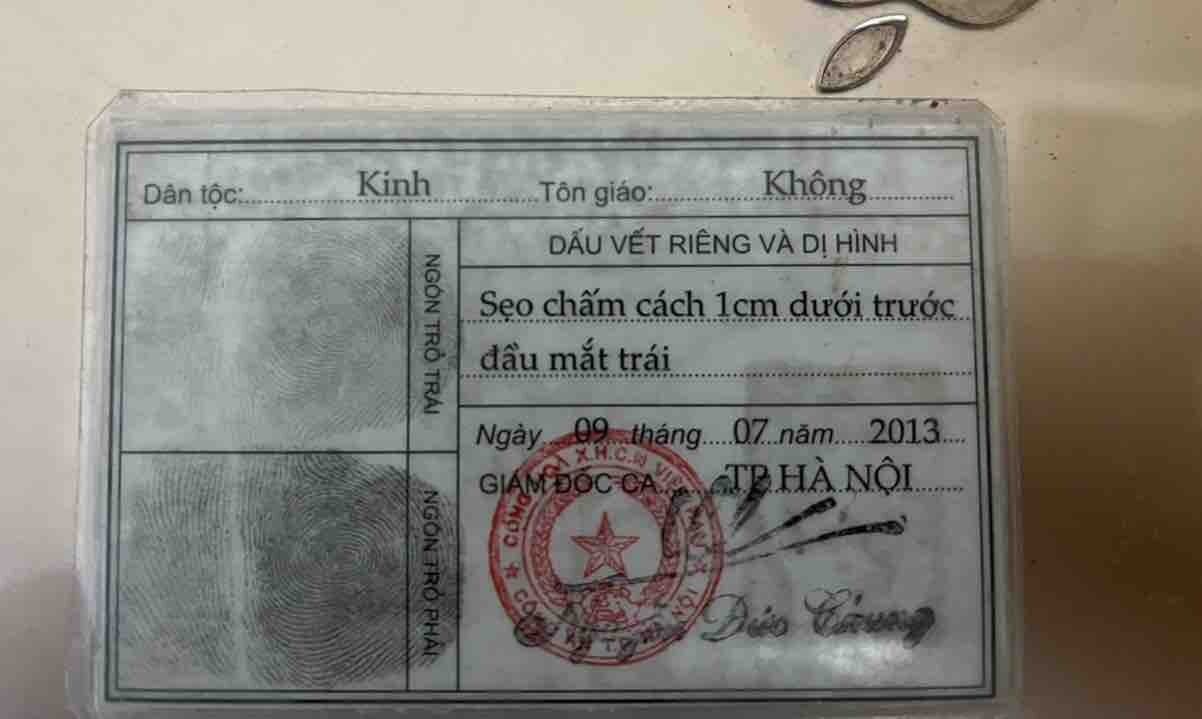 Dân tộc: Kinh Tôn giáo: Không
NGÓN TRỎ TRÁI
DẤU VẾT RIÊNG VÀ DỊ HÌNH
Sẹo chấm cách 1cm dưới trước
đầu mắt trái
Ngày 09 tháng 07 năm 2013
GIÁM ĐỐC CA TP HÀ NỘI
NGÓN TRỎ PHẢI